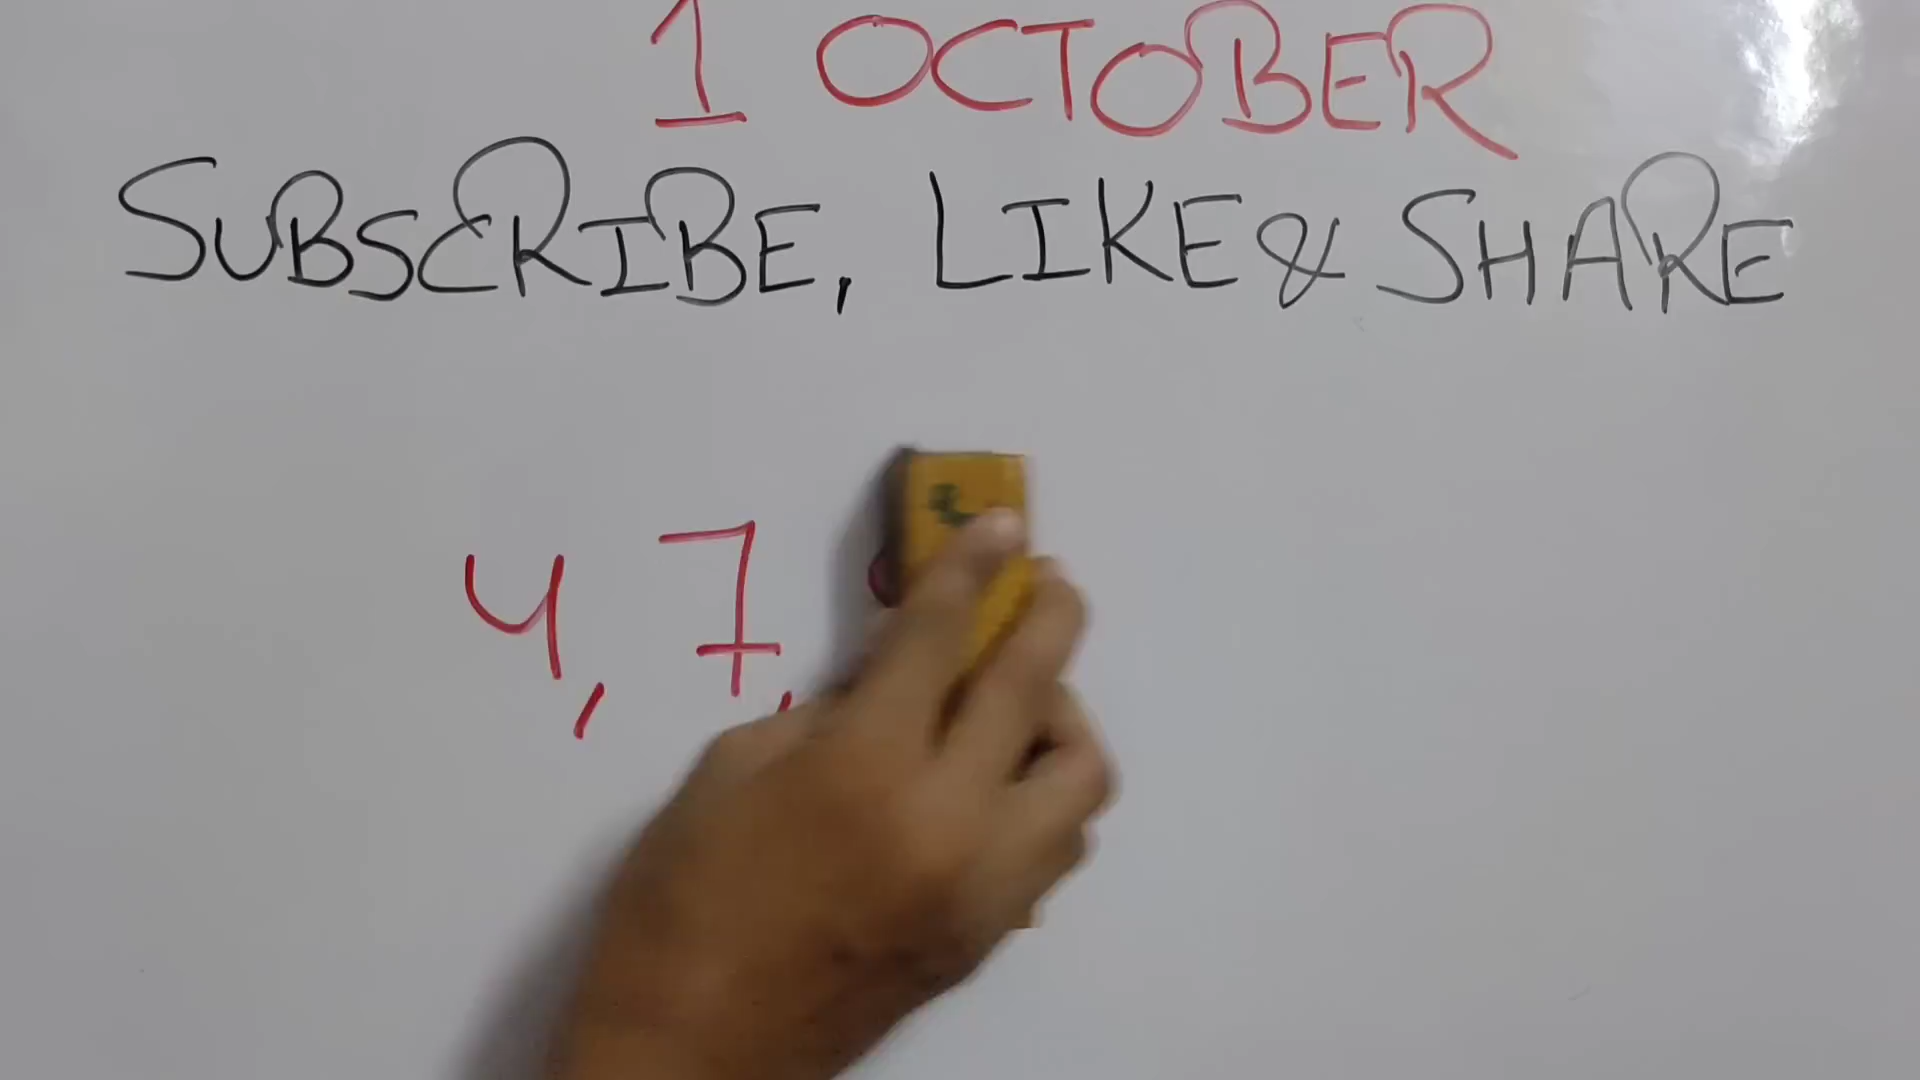 1 OCTOBER
SUBSCRIBE, LIKE & SHARE
4, 7,